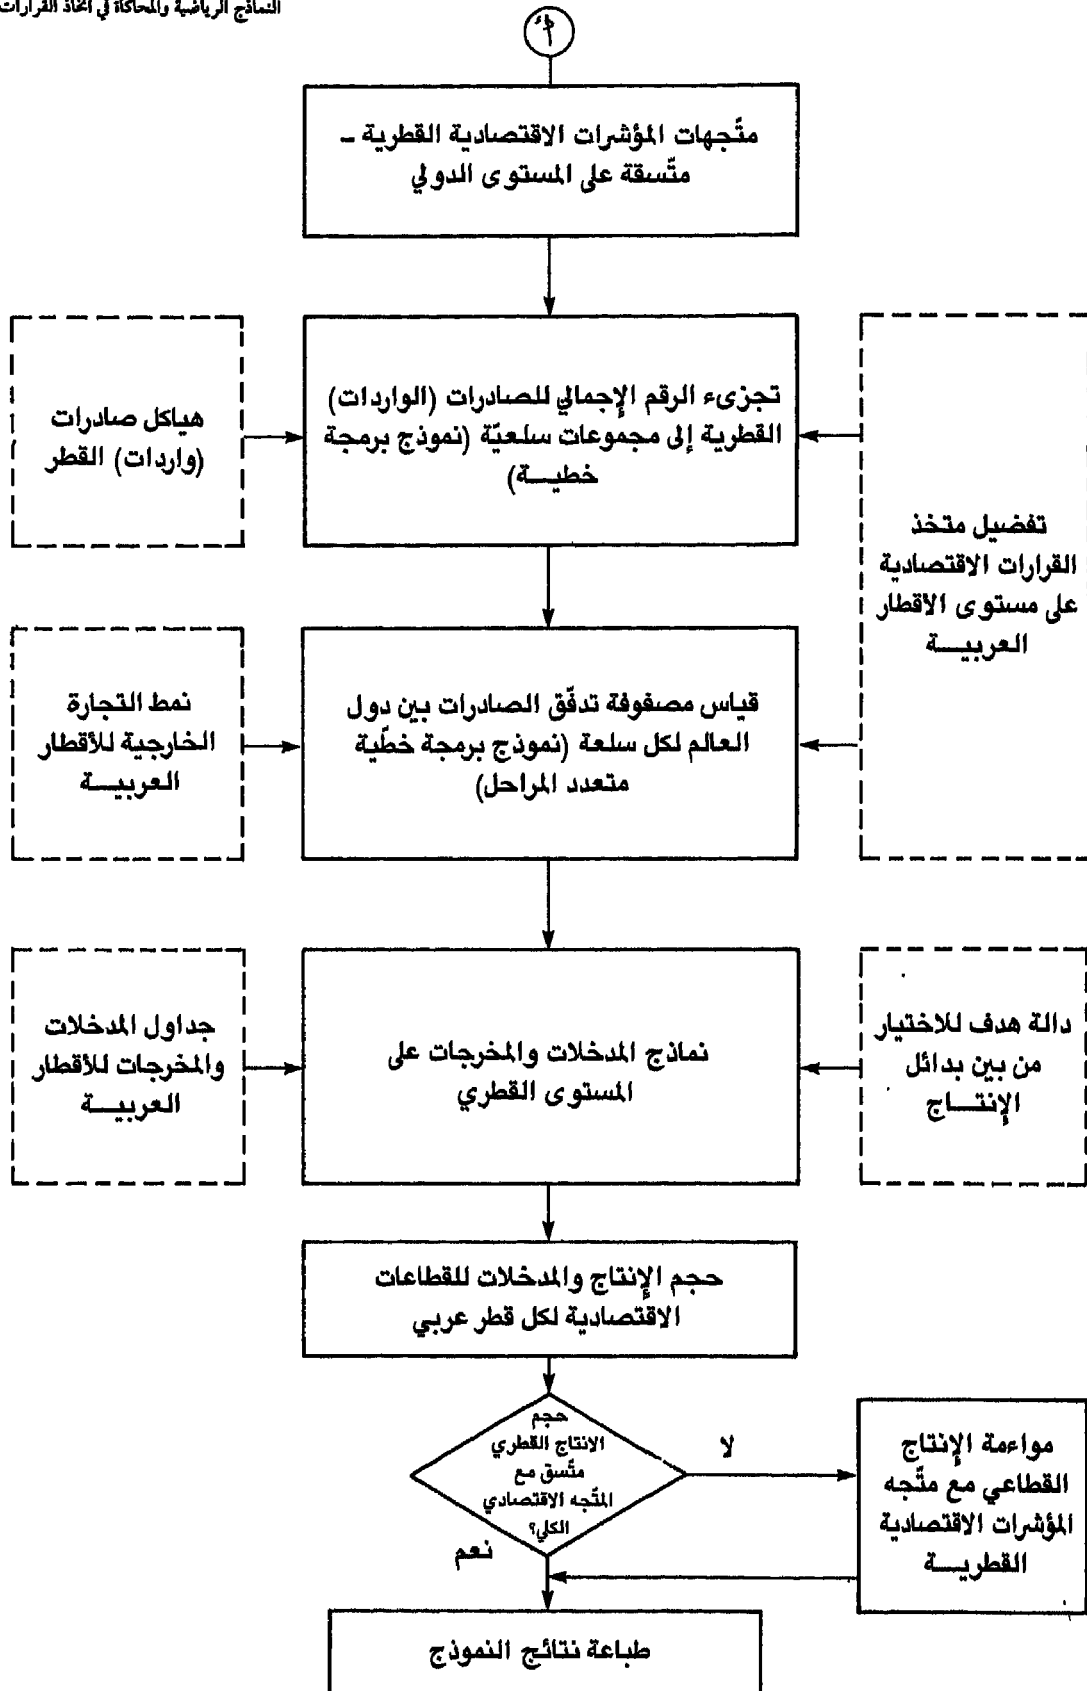 النماذج الرياضية والمحاكاة في اتخاذ القرارات
متّجهات المؤشرات الاقتصادية القطرية ــ
متّسقة على المستوى الدولي
تجزىء الرقم الإجمالي للصادرات (الواردات)
القطرية إلى مجموعات سلعيّة (نموذج برمجة
خطيــة)
هياكل صادرات
(واردات) القطر
تفضيل متخذ
القرارات الاقتصادية
على مستوى الأقطار
العربيــة
قياس مصفوفة تدفّق الصادرات بين دول
العالم لكل سلعة (نموذج برمجة خطّية
متعدد المراحل)
نمط التجارة
الخارجية للأقطار
العربيــة
نماذج المدخلات والمخرجات على
المستوى القطري
دالة هدف للاختيار
من بين بدائل
الإنتــاج
جداول المدخلات
والمخرجات للأقطار
العربيــة
حجم الإنتاج والمدخلات للقطاعات
الاقتصادية لكل قطر عربي
حجم
الانتاج القطري
متّسق مع
المتّجه الاقتصادي
الكلي؟
لا
نعم
مواءمة الإنتاج
القطاعي مع متّجه
المؤشرات الاقتصادية
القطريــة
طباعة نتائج النموذج